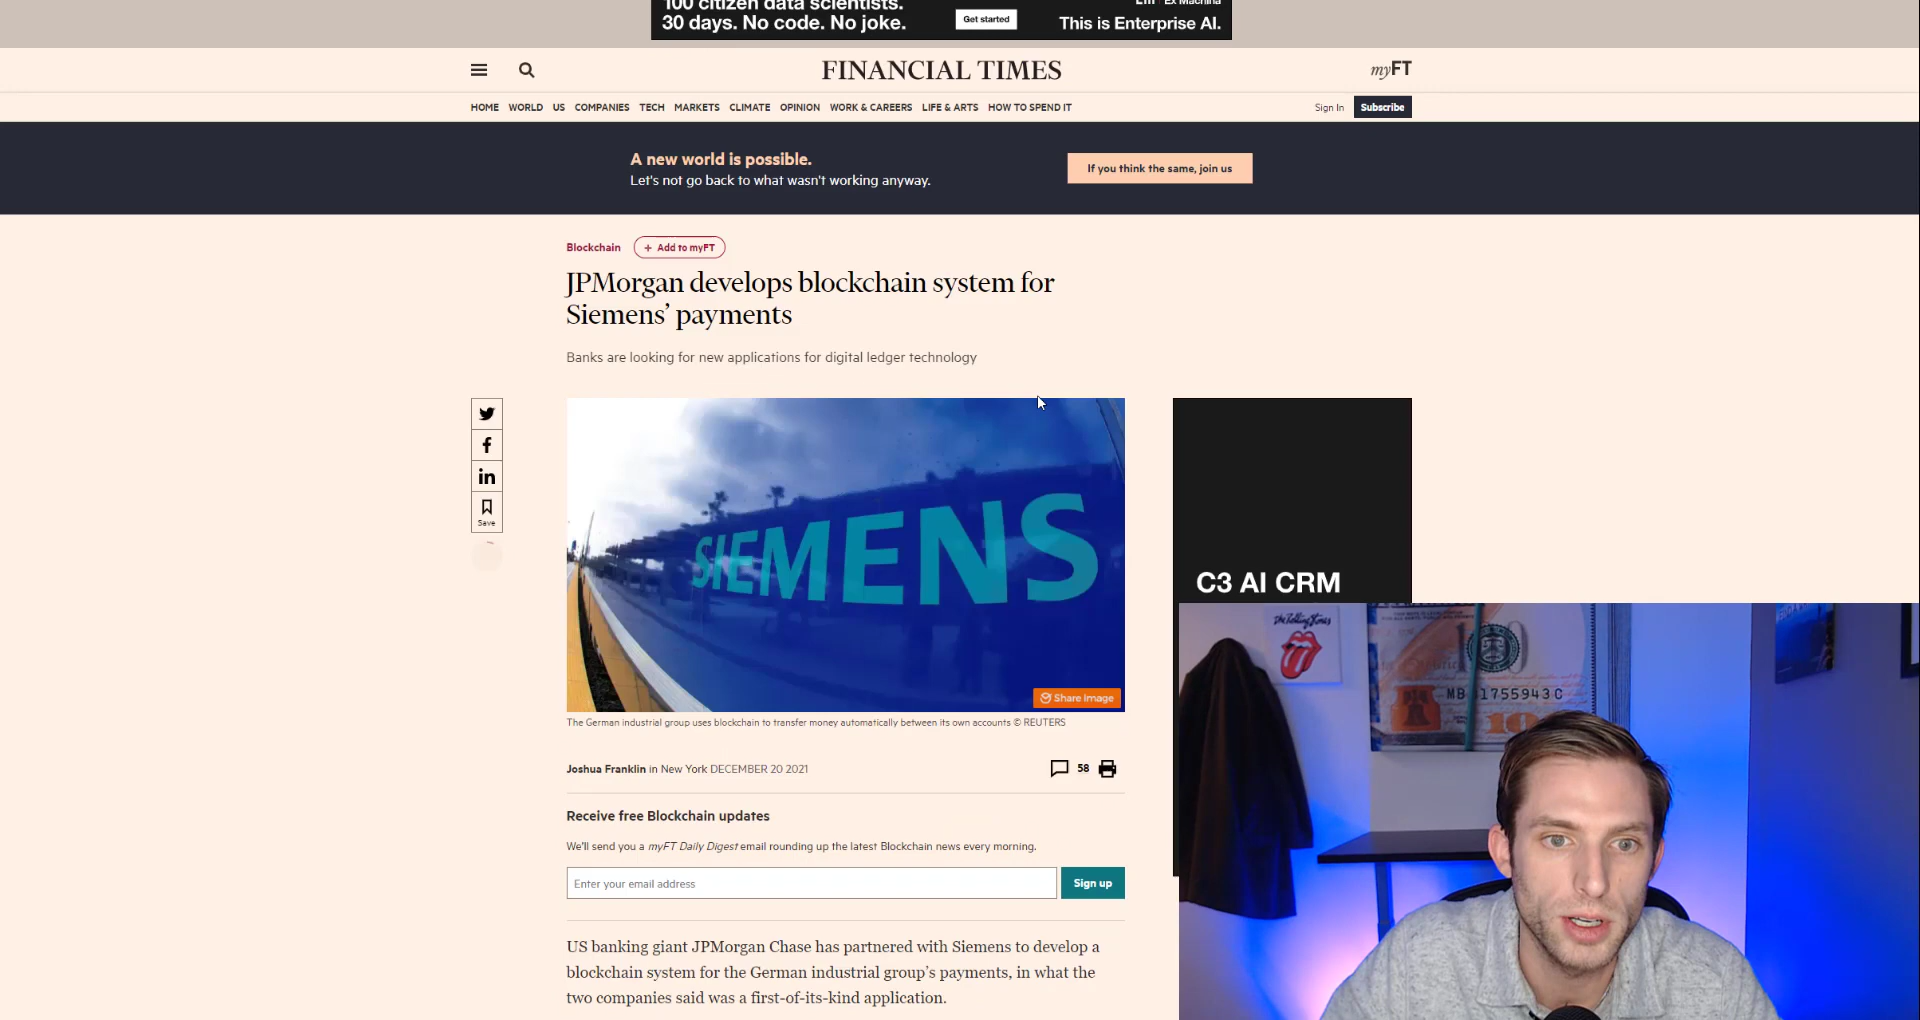 100 citizen data scientists.
30 days. No code. No joke.
Get started
Ex Machina
This is Enterprise AI.
FINANCIAL TIMES
myFT
HOME WORLD US COMPANIES TECH MARKETS CLIMATE OPINION WORK & CAREERS LIFE & ARTS HOW TO SPEND IT
Sign In Subscribe
A new world is possible.
Let's not go back to what wasn't working anyway.
If you think the same, join us
Blockchain + Add to myFT
JPMorgan develops blockchain system for
Siemens’ payments
Banks are looking for new applications for digital ledger technology
Save
SIEMENS
Share Image
The German industrial group uses blockchain to transfer money automatically between its own accounts © REUTERS
Joshua Franklin in New York DECEMBER 20 2021
58
Receive free Blockchain updates
We'll send you a myFT Daily Digest email rounding up the latest Blockchain news every morning.
Enter your email address
Sign up
US banking giant JPMorgan Chase has partnered with Siemens to develop a
blockchain system for the German industrial group’s payments, in what the
two companies said was a first-of-its-kind application.
C3 AI CRM
The Rolling Stones